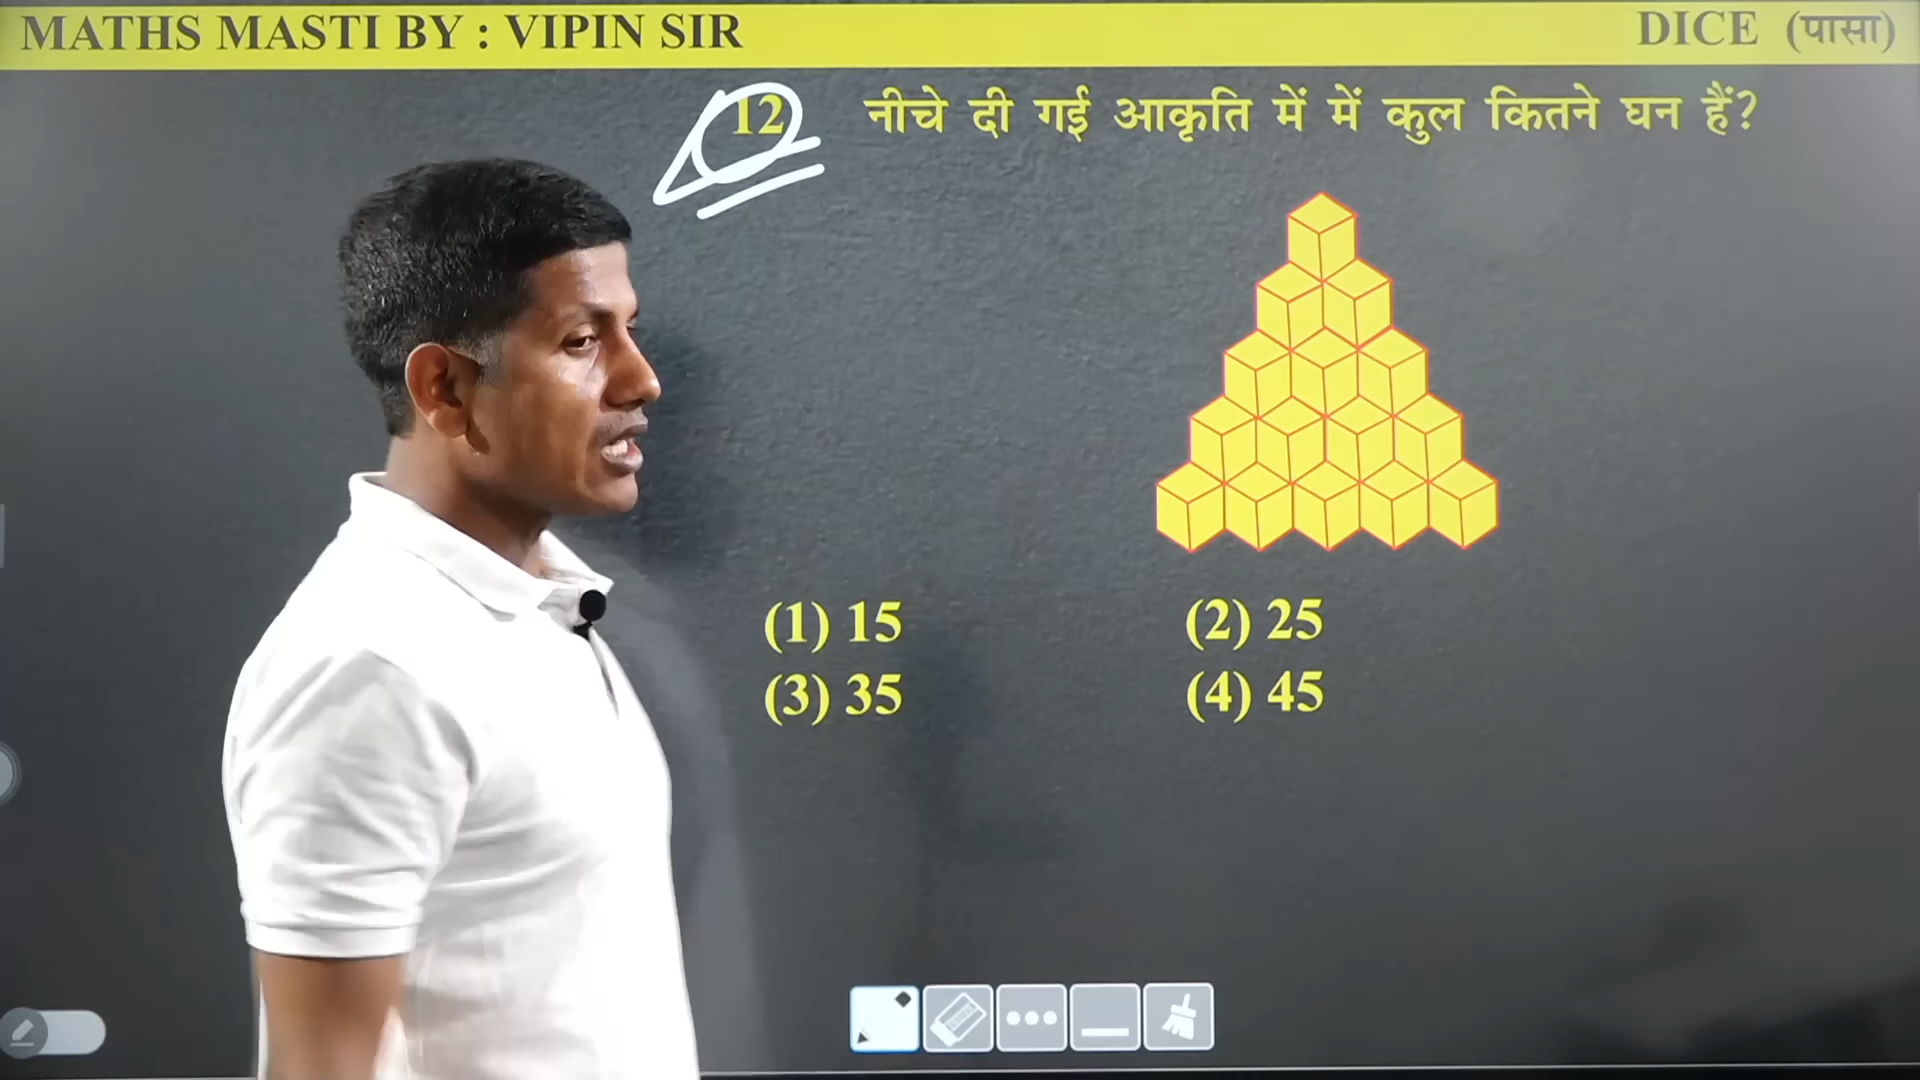 MATHS MASTI BY : VIPIN SIR
DICE (पासा)
12 नीचे दी गई आकृति में में कुल कितने घन हैं?
(1) 15
(2) 25
(3) 35
(4) 45